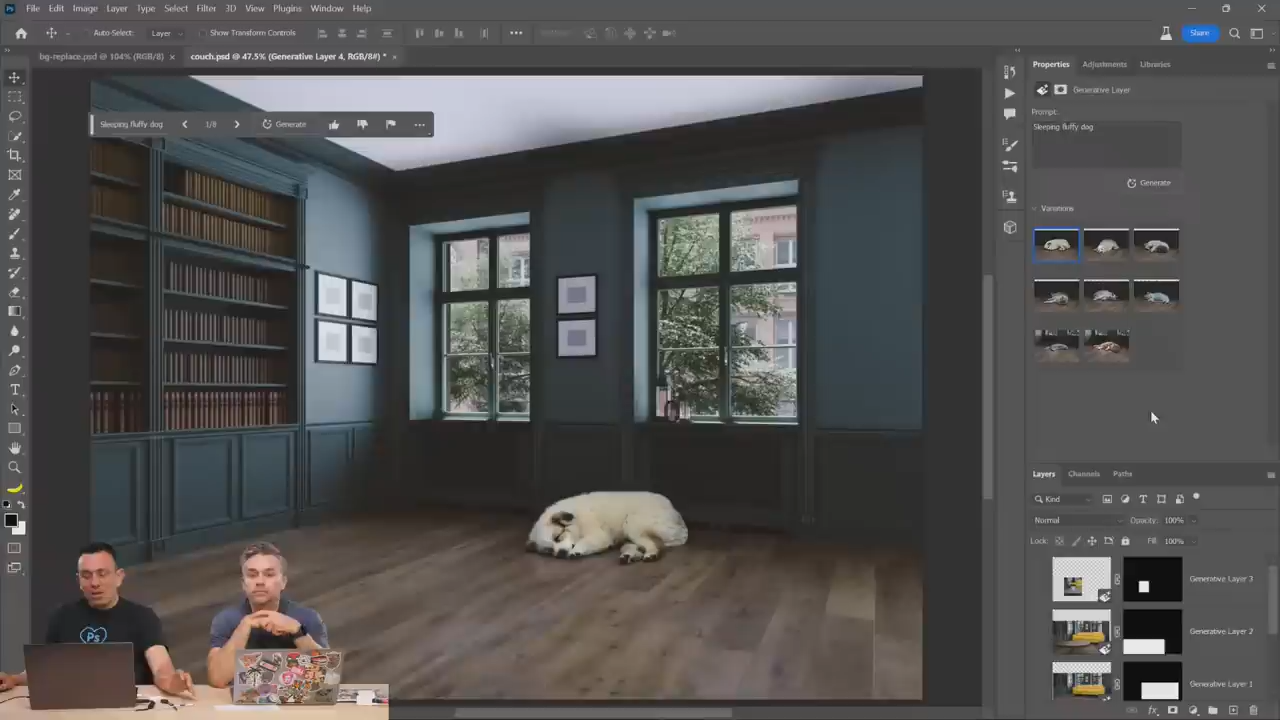 Ps File Edit Image Layer Type Select Filter 3D View Plugins Window Help
Auto-Select: Layer Show Transform Controls Share
bg-replace.psd @ 104% (RGB/8) × couch.psd @ 47.5% (Generative Layer 4, RGB/8#) * ×
Properties Adjustments Libraries
Generative Layer
Prompt:
Sleeping fluffy dog
Generate
Variations
Sleeping fluffy dog 1/8 Generate
Layers Channels Paths
Kind
Normal Opacity: 100%
Lock: Fill: 100%
Generative Layer 3
Generative Layer 2
Generative Layer 1
fx
Ps